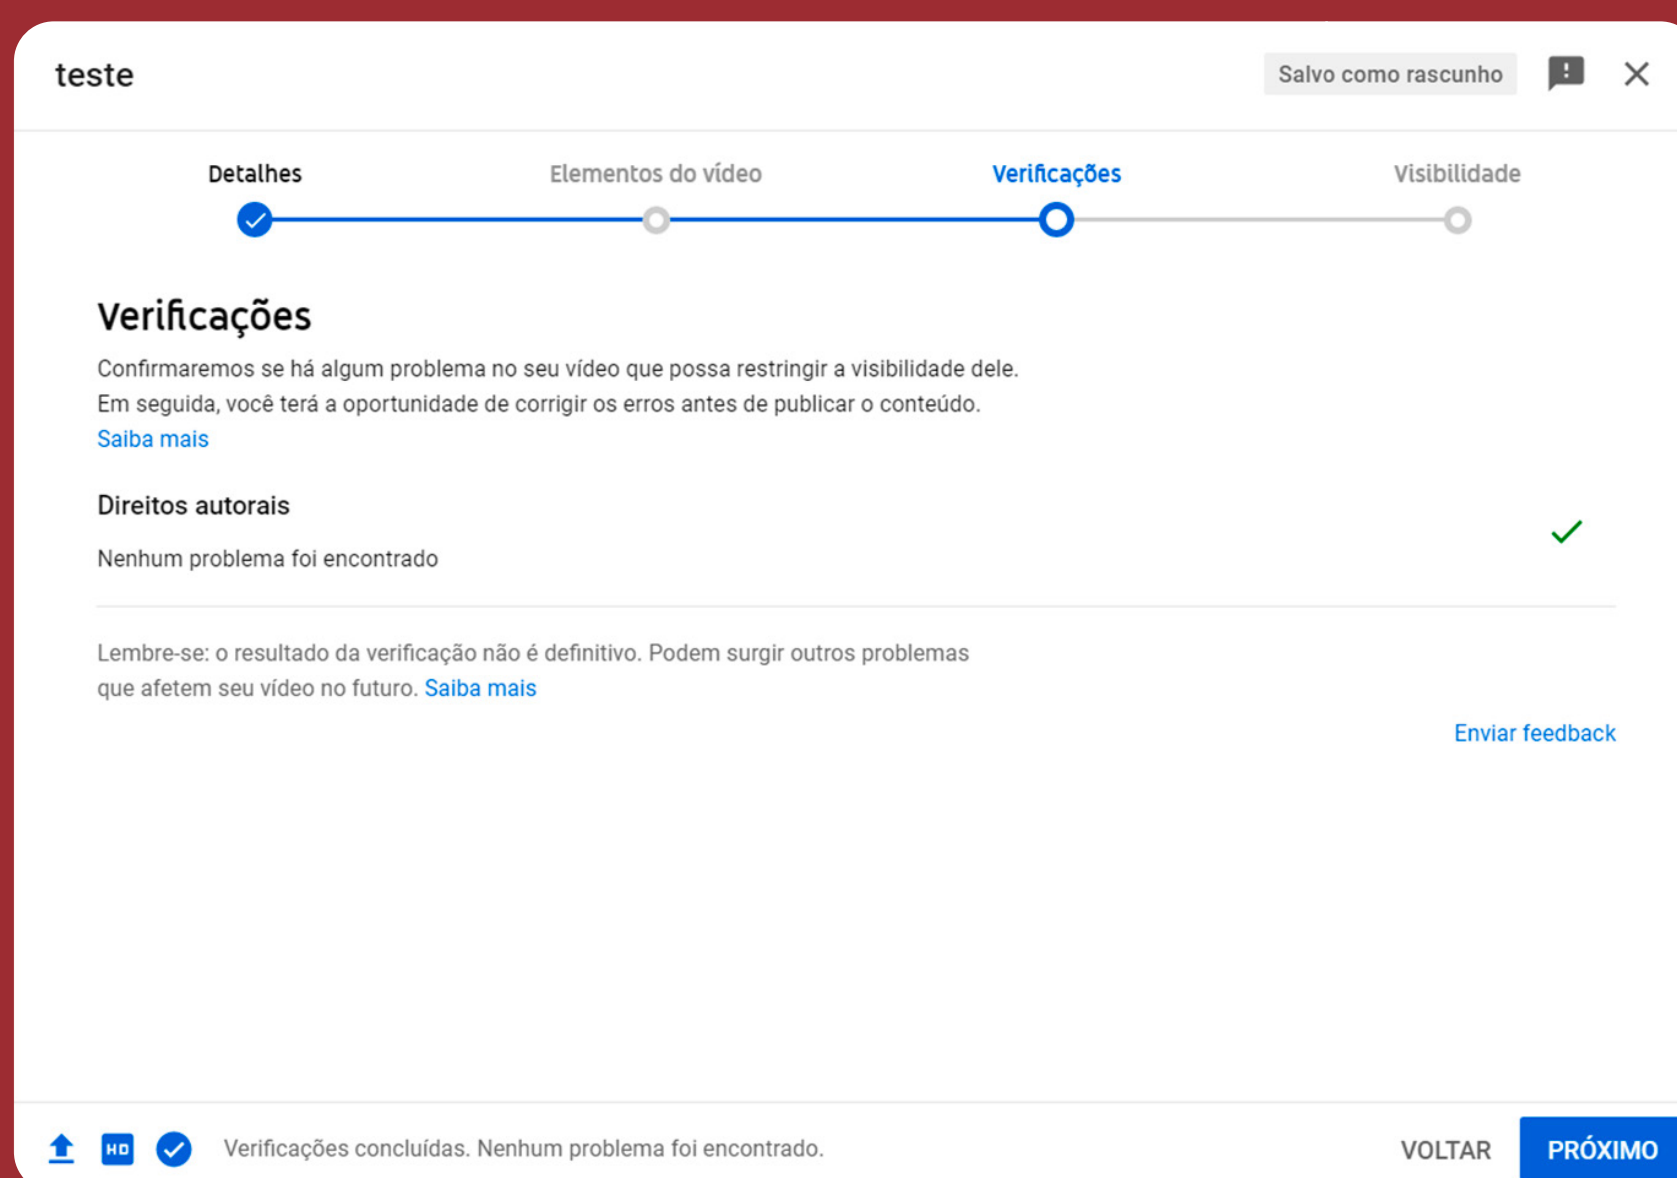 teste
Salvo como rascunho
Detalhes
Elementos do vídeo
Verificações
Visibilidade
Verificações
Confirmaremos se há algum problema no seu vídeo que possa restringir a visibilidade dele.
Em seguida, você terá a oportunidade de corrigir os erros antes de publicar o conteúdo.
Saiba mais
Direitos autorais
Nenhum problema foi encontrado
Lembre-se: o resultado da verificação não é definitivo. Podem surgir outros problemas
que afetem seu vídeo no futuro. Saiba mais
Enviar feedback
HD
Verificações concluídas. Nenhum problema foi encontrado.
VOLTAR
PRÓXIMO